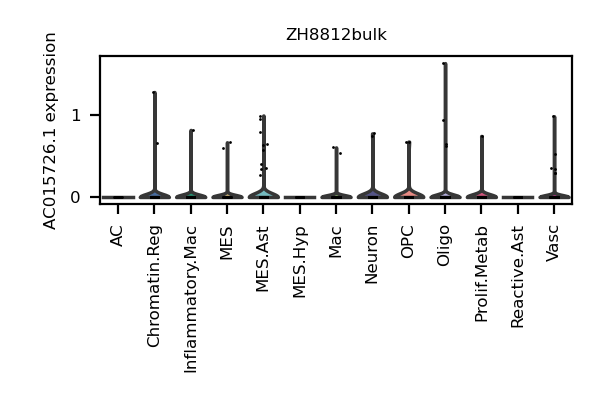 ZH8812bulk
AC015726.1 expression
1
0
AC
Chromatin.Reg
Inflammatory.Mac
MES
MES.Ast
MES.Hyp
Mac
Neuron
OPC
Oligo
Prolif.Metab
Reactive.Ast
Vasc